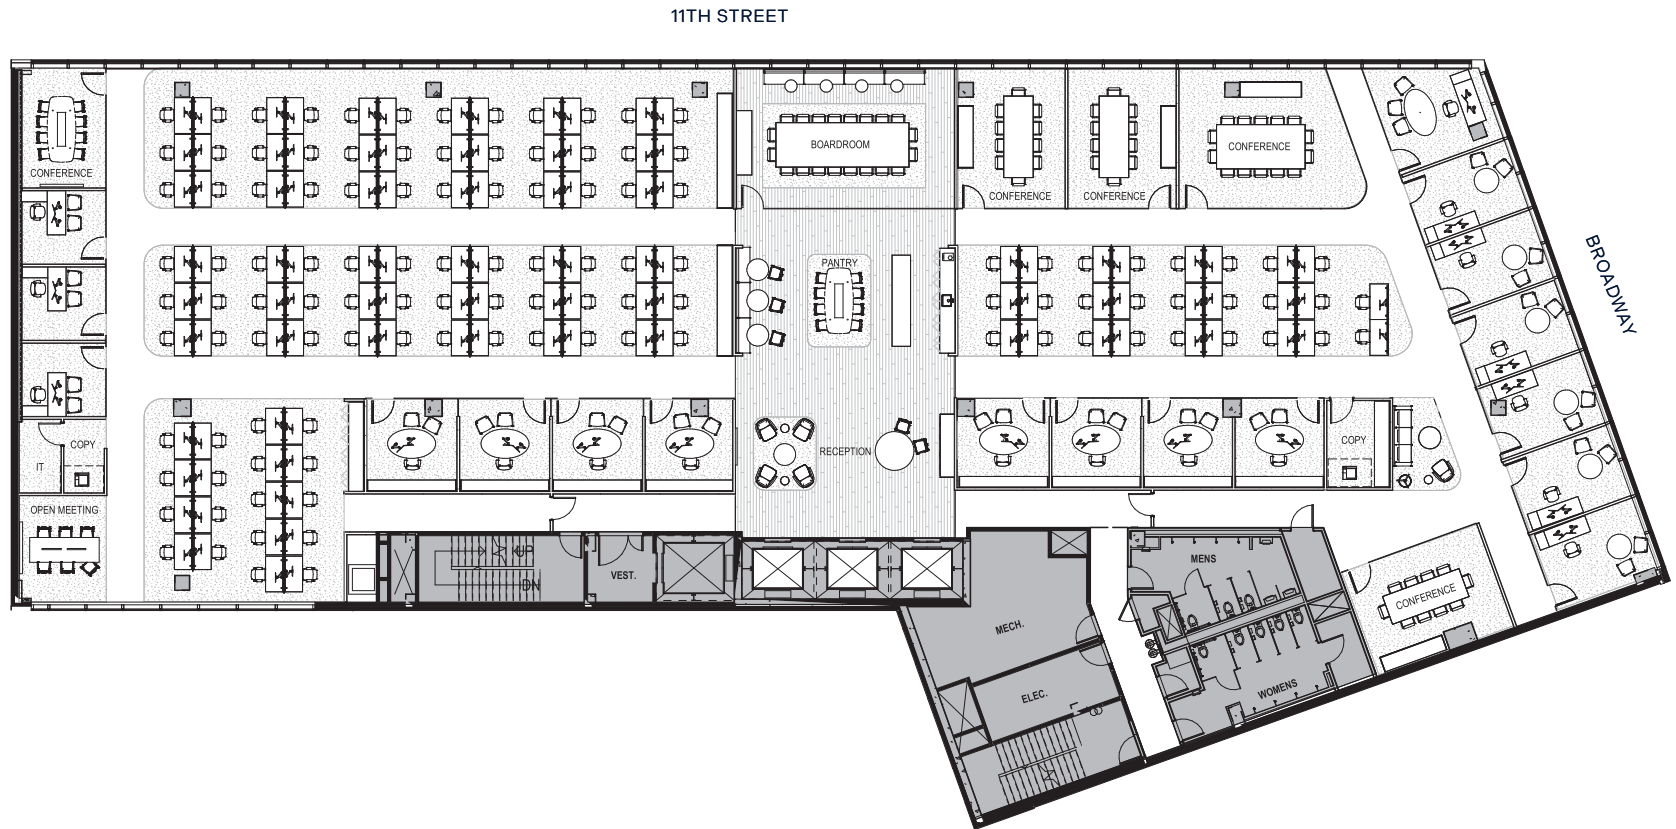 11TH STREET
BROADWAY
CONFERENCE
BOARDROOM
CONFERENCE
CONFERENCE
CONFERENCE
PANTRY
RECEPTION
COPY
IT
COPY
OPEN MEETING
UP
DN
VEST.
MENS
MECH.
ELEC.
WOMENS
CONFERENCE